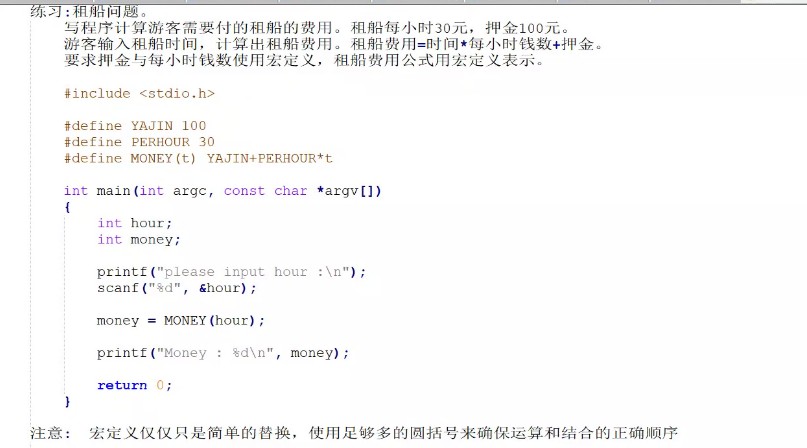 练习:租船问题。
写程序计算游客需要付的租船的费用。租船每小时30元，押金100元。
游客输入租船时间，计算出租船费用。租船费用=时间*每小时钱数+押金。
要求押金与每小时钱数使用宏定义，租船费用公式用宏定义表示。
#include <stdio.h>
#define YAJIN 100
#define PERHOUR 30
#define MONEY(t) YAJIN+PERHOUR*t
int main(int argc, const char *argv[])
{
int hour;
int money;
printf("please input hour :\n");
scanf("%d", &hour);
money = MONEY(hour);
printf("Money : %d\n", money);
return 0;
}
注意： 宏定义仅仅只是简单的替换，使用足够多的圆括号来确保运算和结合的正确顺序